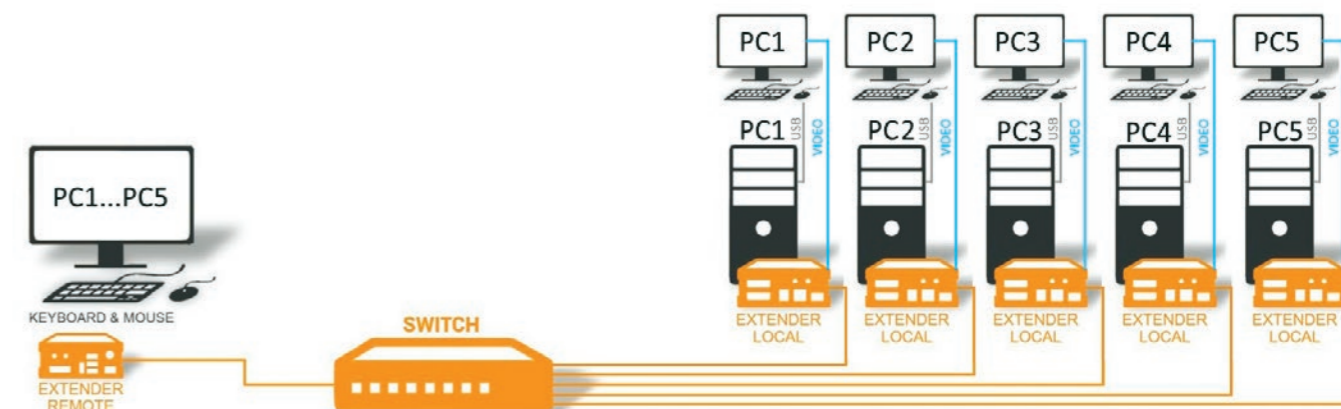 PC1
PC2
PC3
PC4
PC5
PC1
USB
VIDEO
PC2
USB
VIDEO
PC3
USB
VIDEO
PC4
USB
VIDEO
PC5
USB
VIDEO
PC1...PC5
KEYBOARD & MOUSE
SWITCH
EXTENDER
LOCAL
EXTENDER
LOCAL
EXTENDER
LOCAL
EXTENDER
LOCAL
EXTENDER
LOCAL
EXTENDER
REMOTE